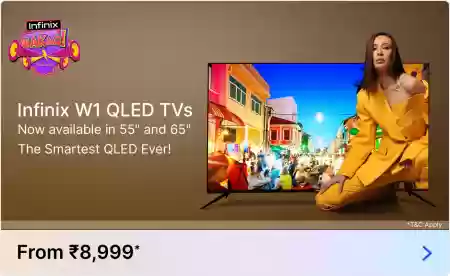 Infinix
Infinix W1 QLED TVs
Now available in 55" and 65"
The Smartest QLED Ever!
*T&C Apply
From ₹8,999*